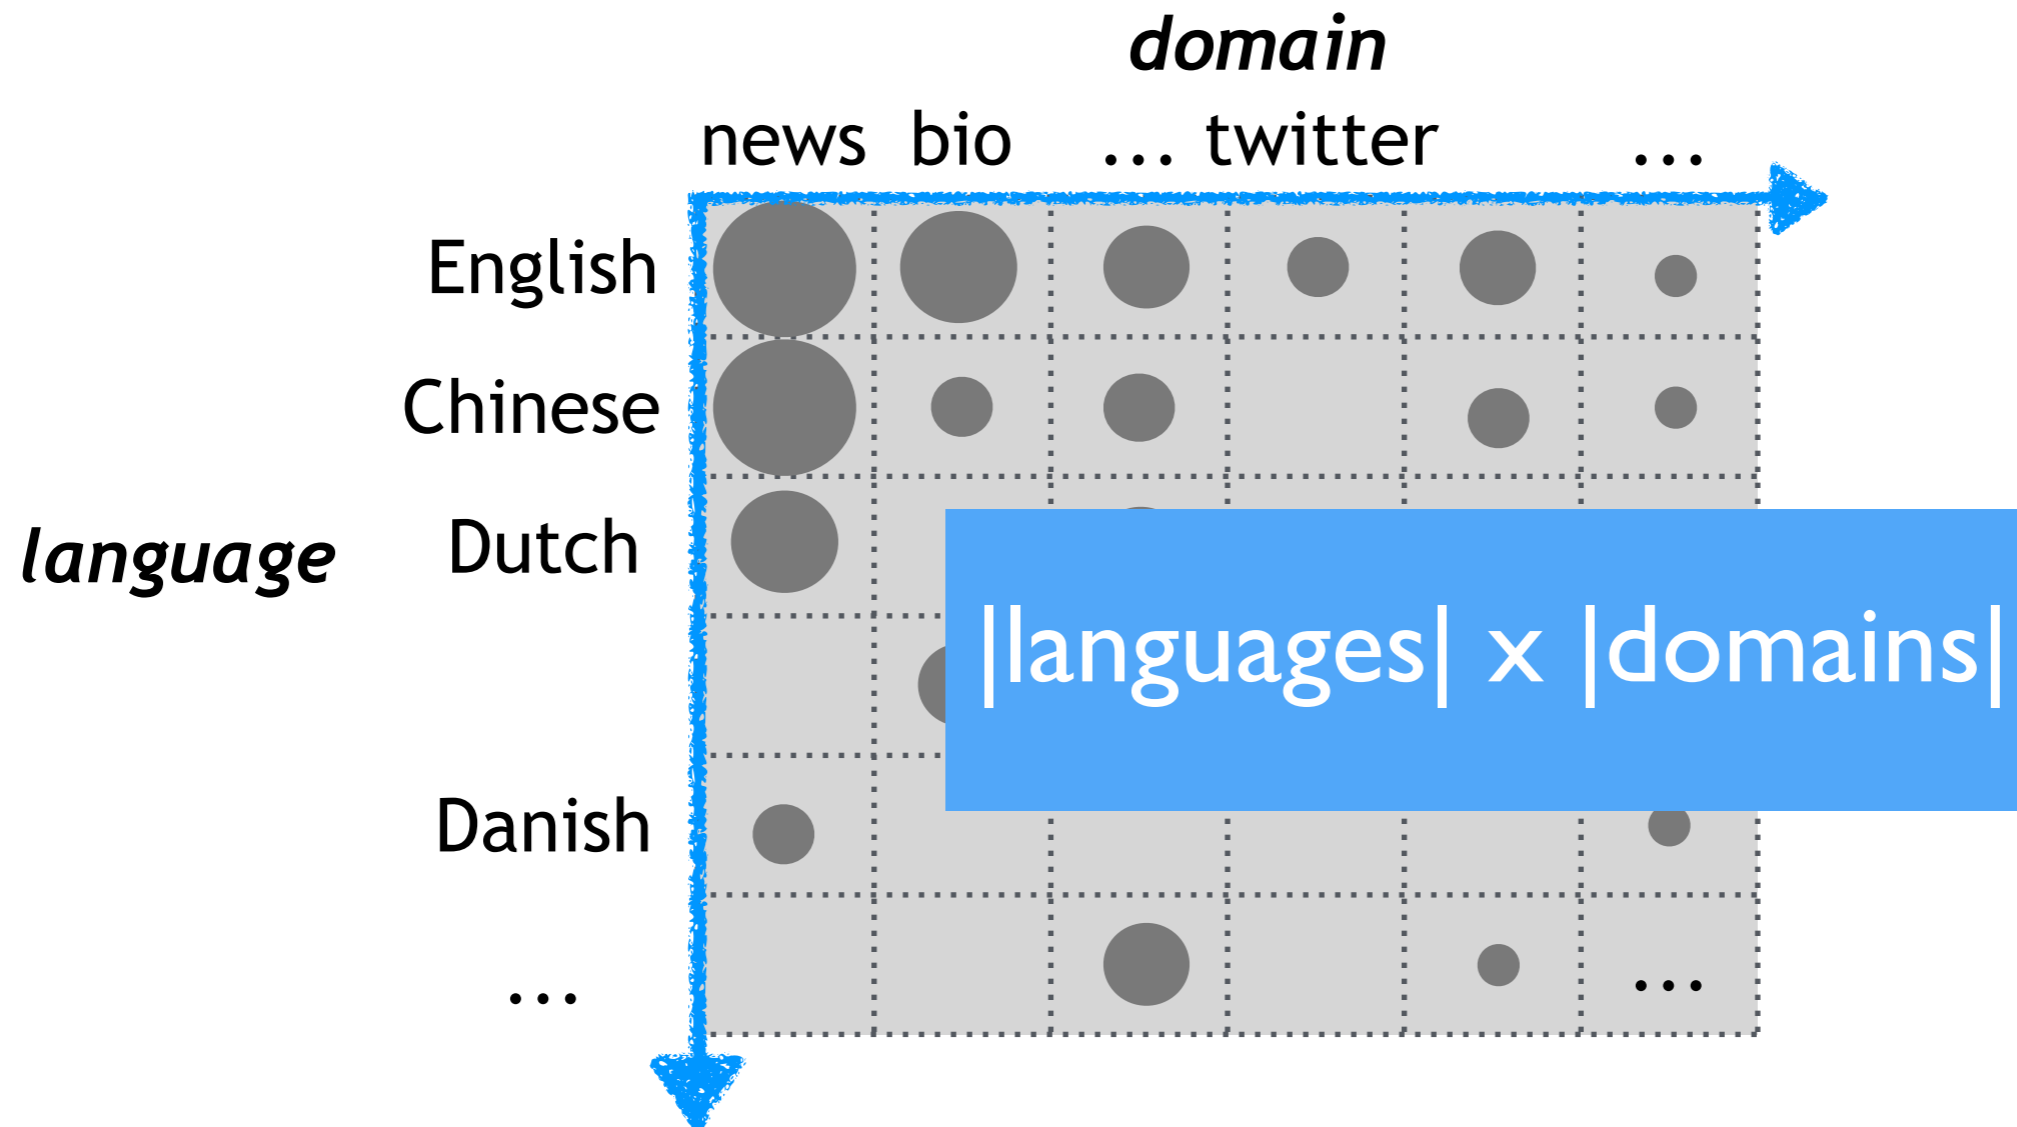 domain
news bio ... twitter ...
English
Chinese
language Dutch
|languages| x |domains|
Danish
... ...